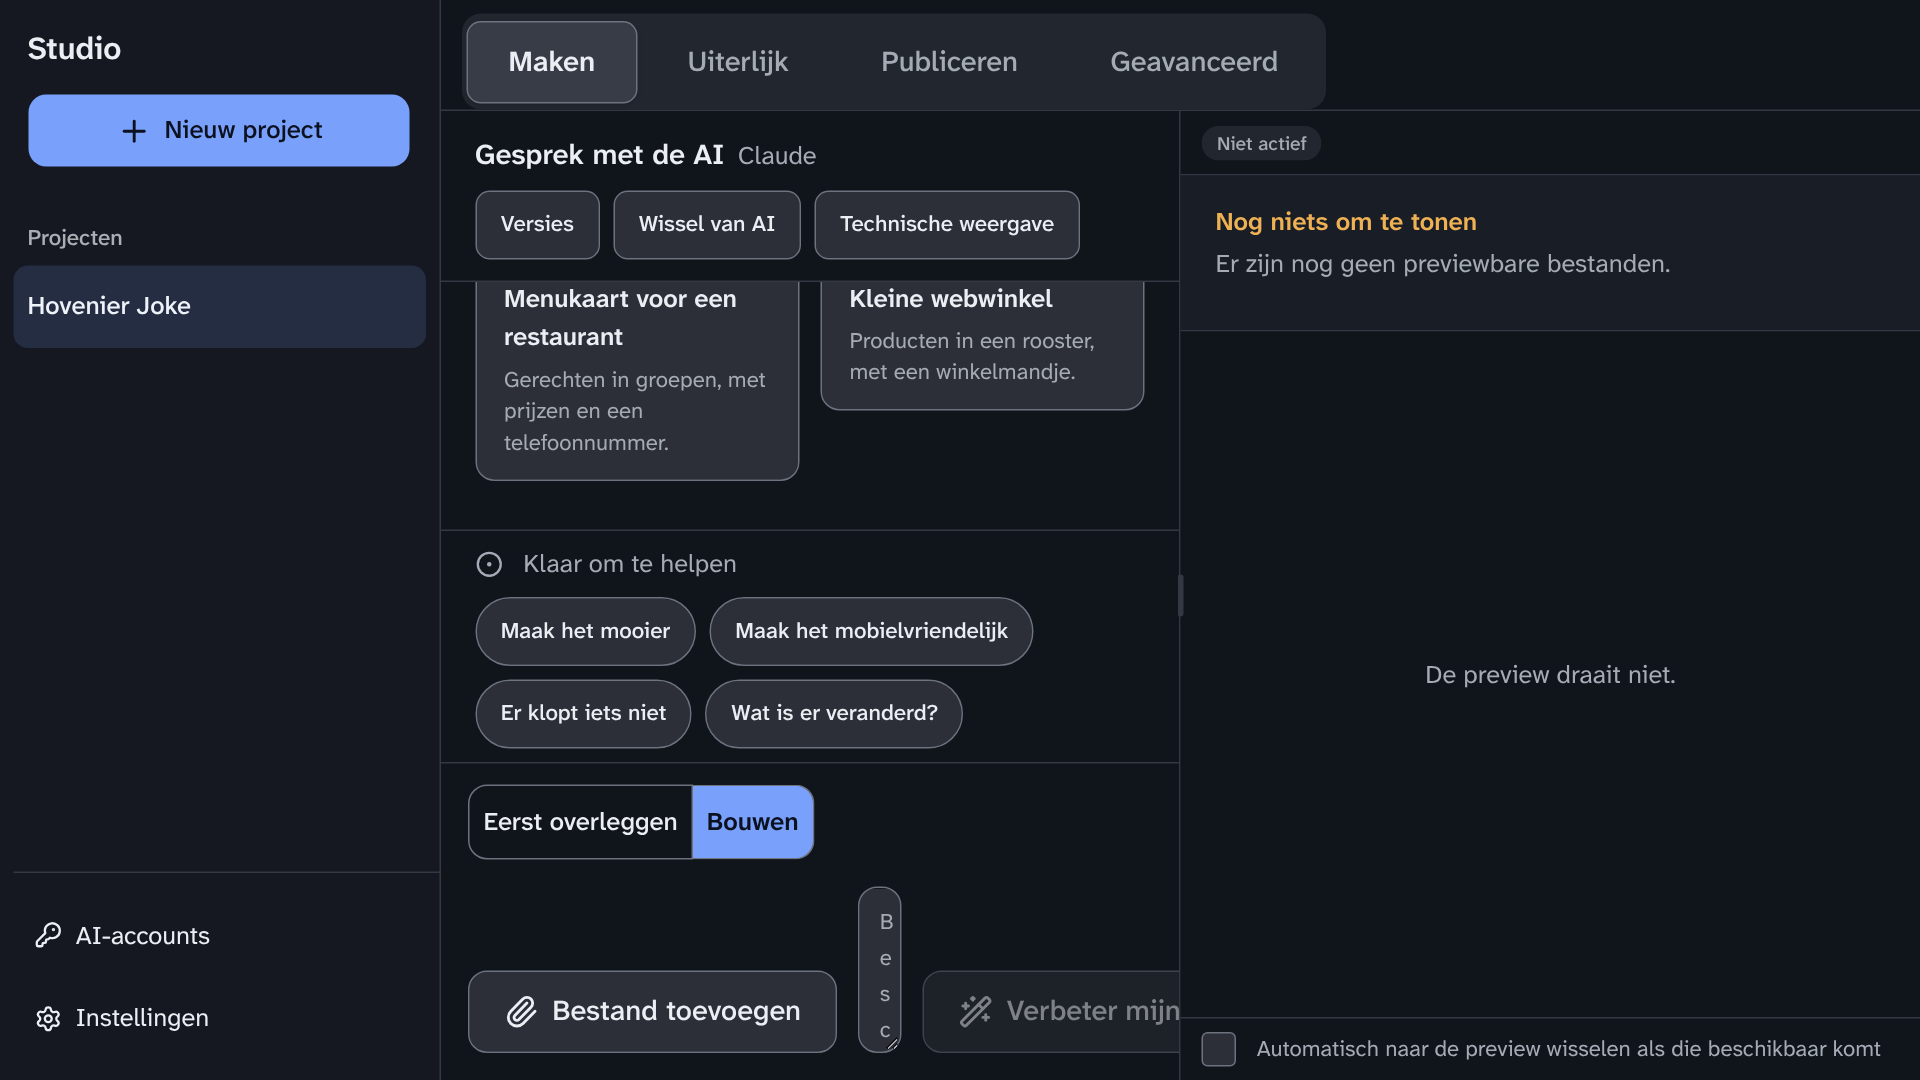 Studio
Nieuw project
Projecten
Hovenier Joke
AI-accounts
Instellingen
Maken
Uiterlijk
Publiceren
Geavanceerd
Gesprek met de AI Claude
Versies
Wissel van AI
Technische weergave
Menukaart voor een
restaurant
Gerechten in groepen, met
prijzen en een
telefoonnummer.
Kleine webwinkel
Producten in een rooster,
met een winkelmandje.
Klaar om te helpen
Maak het mooier
Maak het mobielvriendelijk
Er klopt iets niet
Wat is er veranderd?
Eerst overleggen
Bouwen
Bestand toevoegen
B
e
s
c
Verbeter mijn
Niet actief
Nog niets om te tonen
Er zijn nog geen previewbare bestanden.
De preview draait niet.
Automatisch naar de preview wisselen als die beschikbaar komt